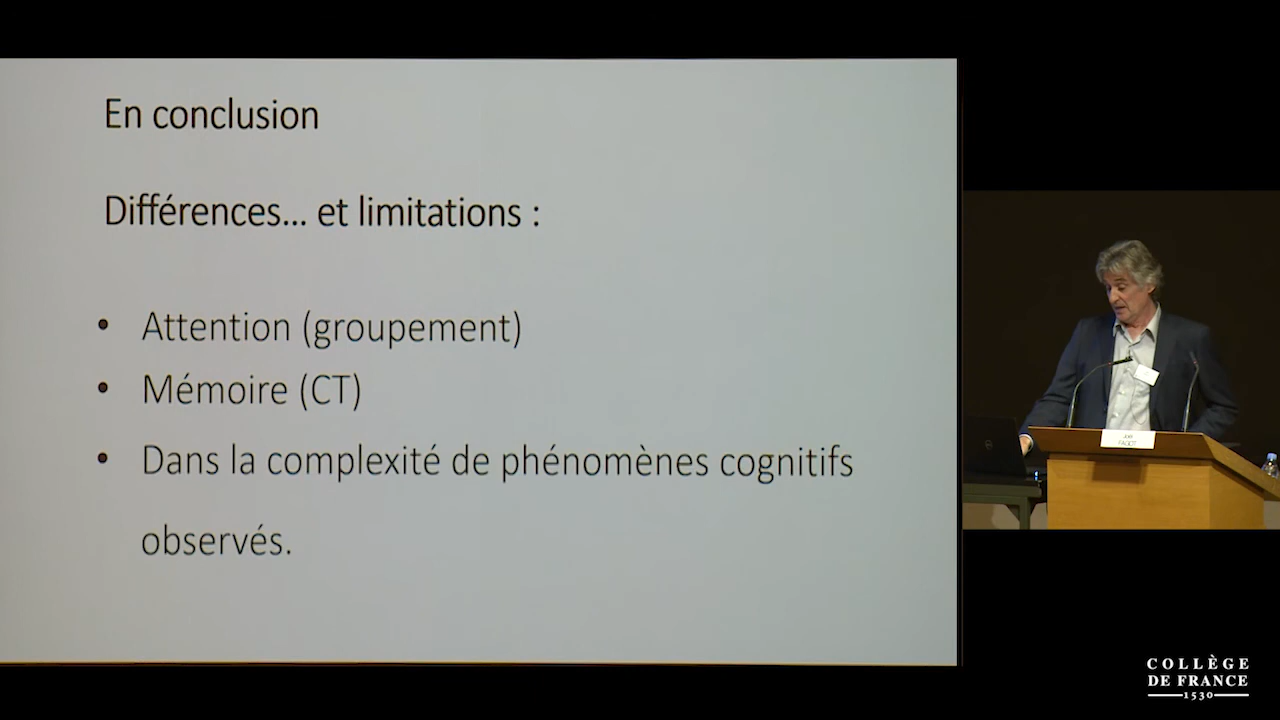 En conclusion
Différences... et limitations :
• Attention (groupement)
• Mémoire (CT)
• Dans la complexité de phénomènes cognitifs
observés.
FAGOT
COLLÈGE
DE FRANCE
1530